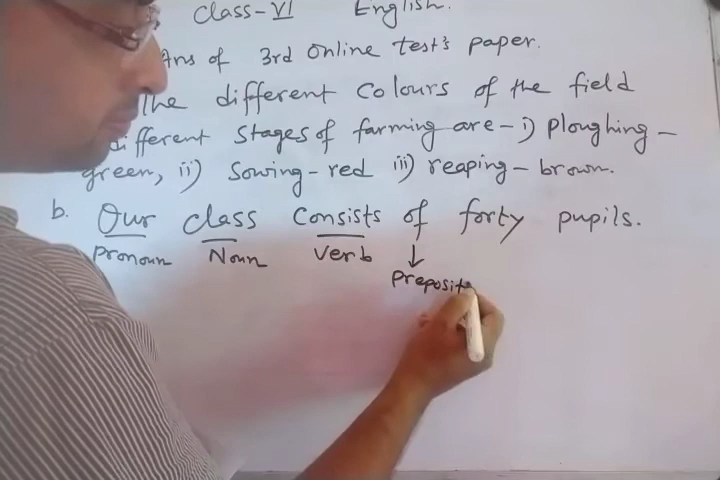 Class-VI English.
Ans of 3rd online test's paper.
The different Colours of the field
different Stages of farming are - i) Ploughing -
green, ii) Sowing - red iii) reaping - brown.
b. Our class Consists of forty pupils.
Pronoun Noun Verb
Preposit